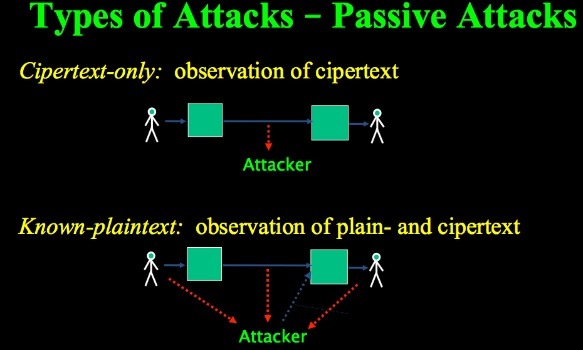 Types of Attacks – Passive Attacks
Cipertext-only: observation of cipertext
Attacker
Known-plaintext: observation of plain- and cipertext
Attacker